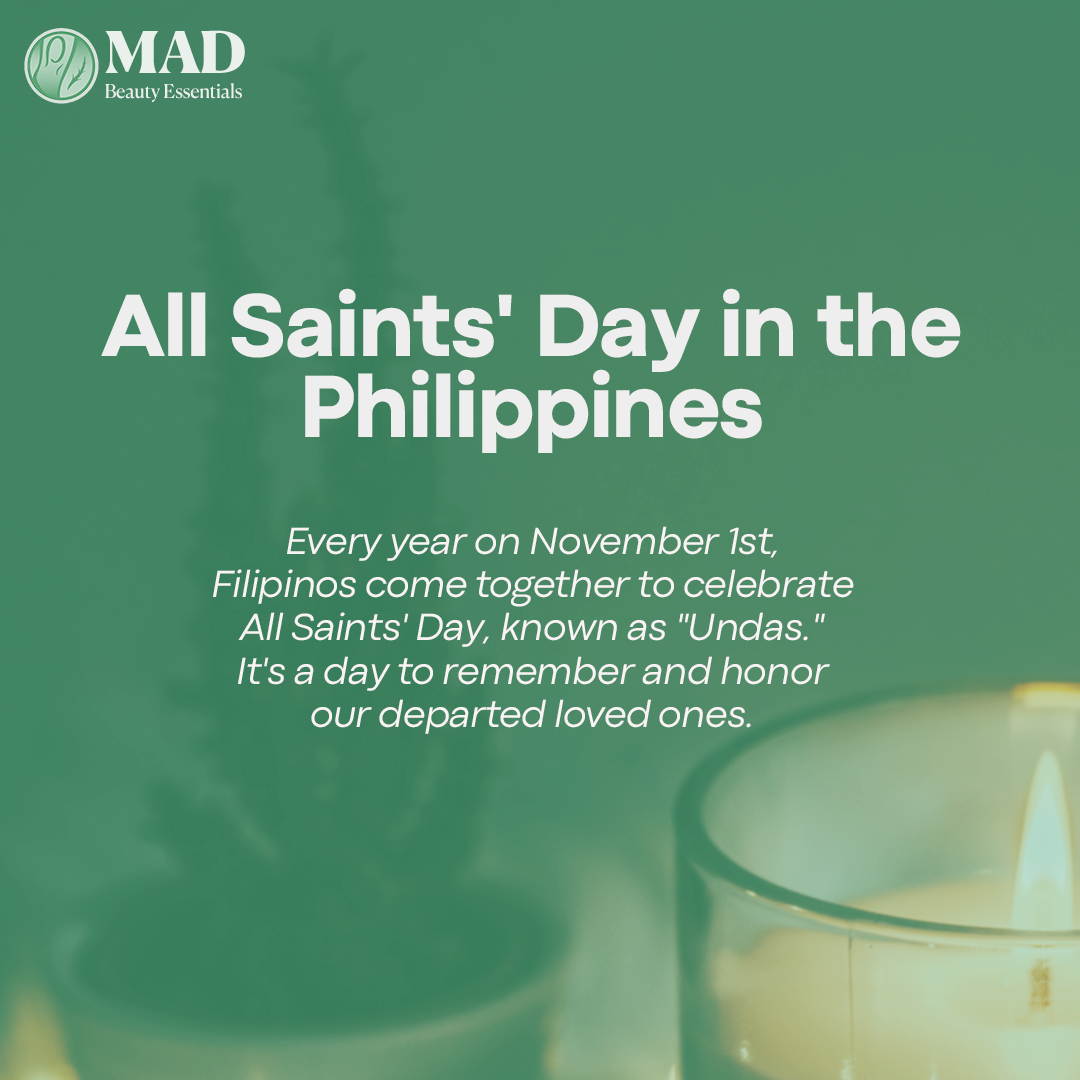 MAD
Beauty Essentials
All Saints' Day in the
Philippines
Every year on November 1st,
Filipinos come together to celebrate
All Saints' Day, known as "Undas."
It's a day to remember and honor
our departed loved ones.